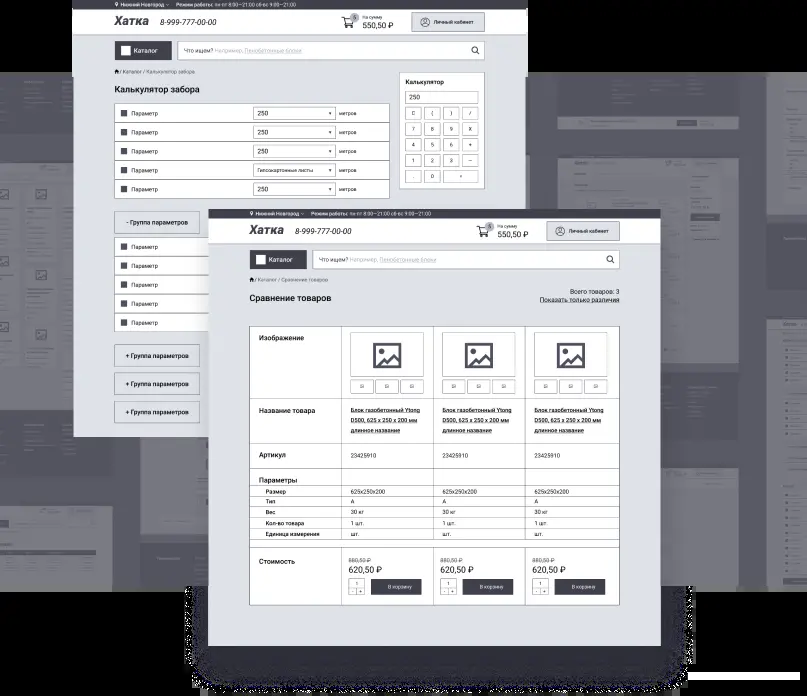 Нижний Новгород Режим работы: пн-пт 8:00—21:00 сб-вс 9:00—21:00
Хатка 8-999-777-00-00 5 На сумму 550,50 ₽ Личный кабинет
Каталог Что ищем? Например, Пенобетонные блоки
/ Каталог / Калькулятор забора
Калькулятор забора
Параметр 250 метров
Параметр 250 метров
Параметр 250 метров
Параметр Гипсокартонные листы метров
Параметр 250 метров
Калькулятор
250
C ( ) /
7 8 9 X
4 5 6 +
1 2 3 —
. 0 =
- Группа параметров
Параметр
Параметр
Параметр
Параметр
Параметр
+ Группа параметров
+ Группа параметров
+ Группа параметров
Нижний Новгород Режим работы: пн-пт 8:00—21:00 сб-вс 9:00—21:00
Хатка 8-999-777-00-00 5 На сумму 550,50 ₽ Личный кабинет
Каталог Что ищем? Например, Пенобетонные блоки
/ Каталог / Сравнение товаров
Сравнение товаров
Всего товаров: 3
Показать только различия
Изображение
Название товара Блок газобетонный Ytong Блок газобетонный Ytong Блок газобетонный Ytong
D500, 625 x 250 x 200 мм D500, 625 x 250 x 200 мм D500, 625 x 250 x 200 мм
длинное название длинное название длинное название
Артикул 23425910 23425910 23425910
Параметры
Размер 625x250x200 625x250x200 625x250x200
Тип А А А
Вес 30 кг 30 кг 30 кг
Кол-во товара 1 шт. 1 шт. 1 шт.
Единица измерения шт. шт. шт.
Стоимость 880,50 ₽ 880,50 ₽ 880,50 ₽
620,50 ₽ 620,50 ₽ 620,50 ₽
1 - + В корзину 1 - + В корзину 1 - + В корзину